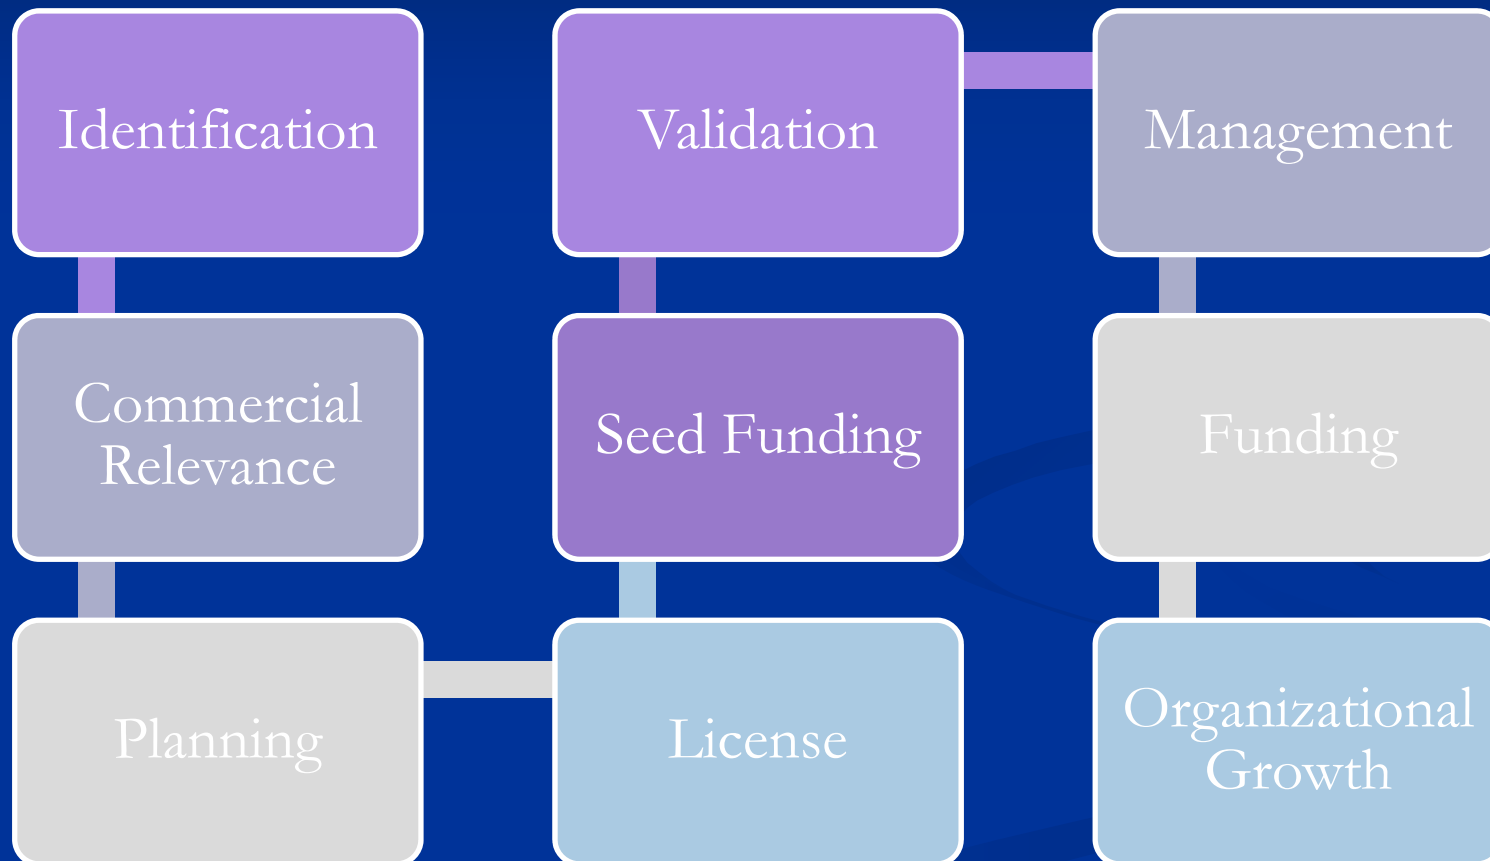 Identification
Commercial
Relevance
Planning
License
Seed Funding
Validation
Management
Funding
Organizational
Growth